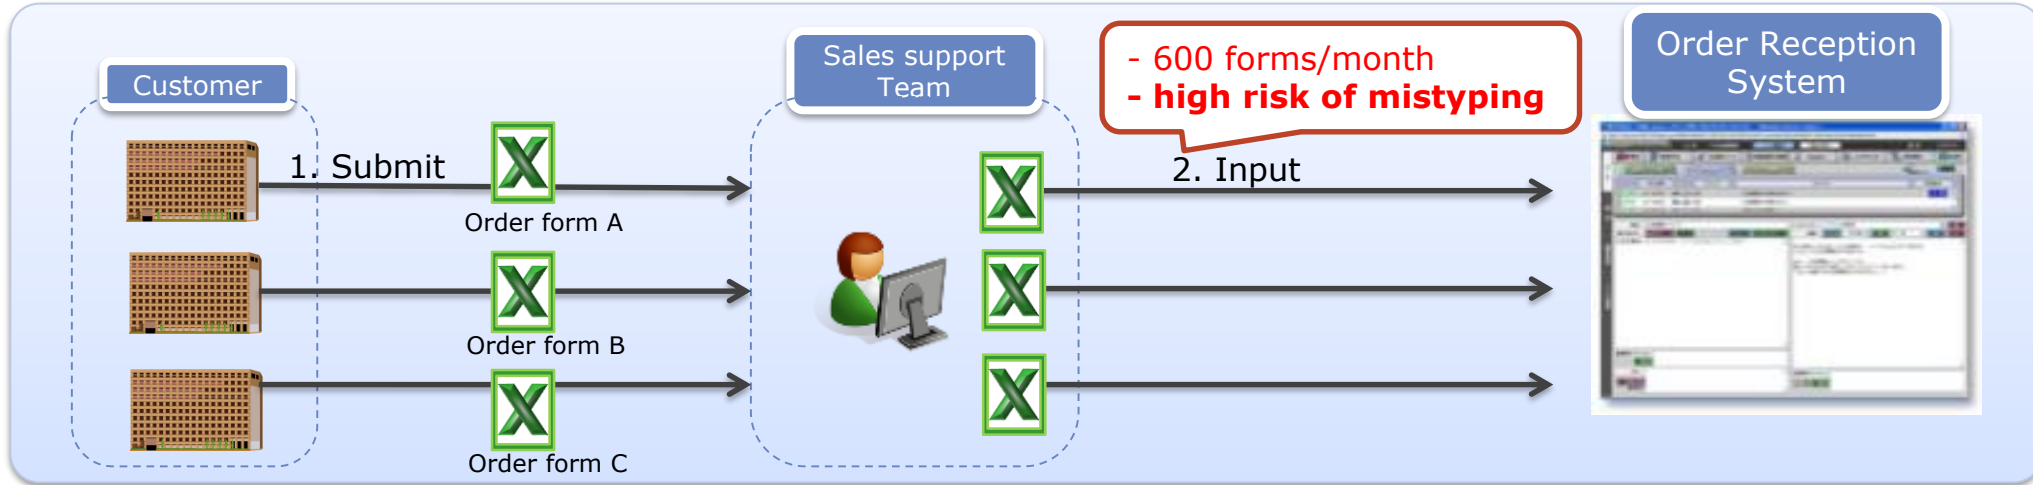 Customer
1. Submit
Order form A
Order form B
Order form C
Sales support
Team
- 600 forms/month
- high risk of mistyping
2. Input
Order Reception
System